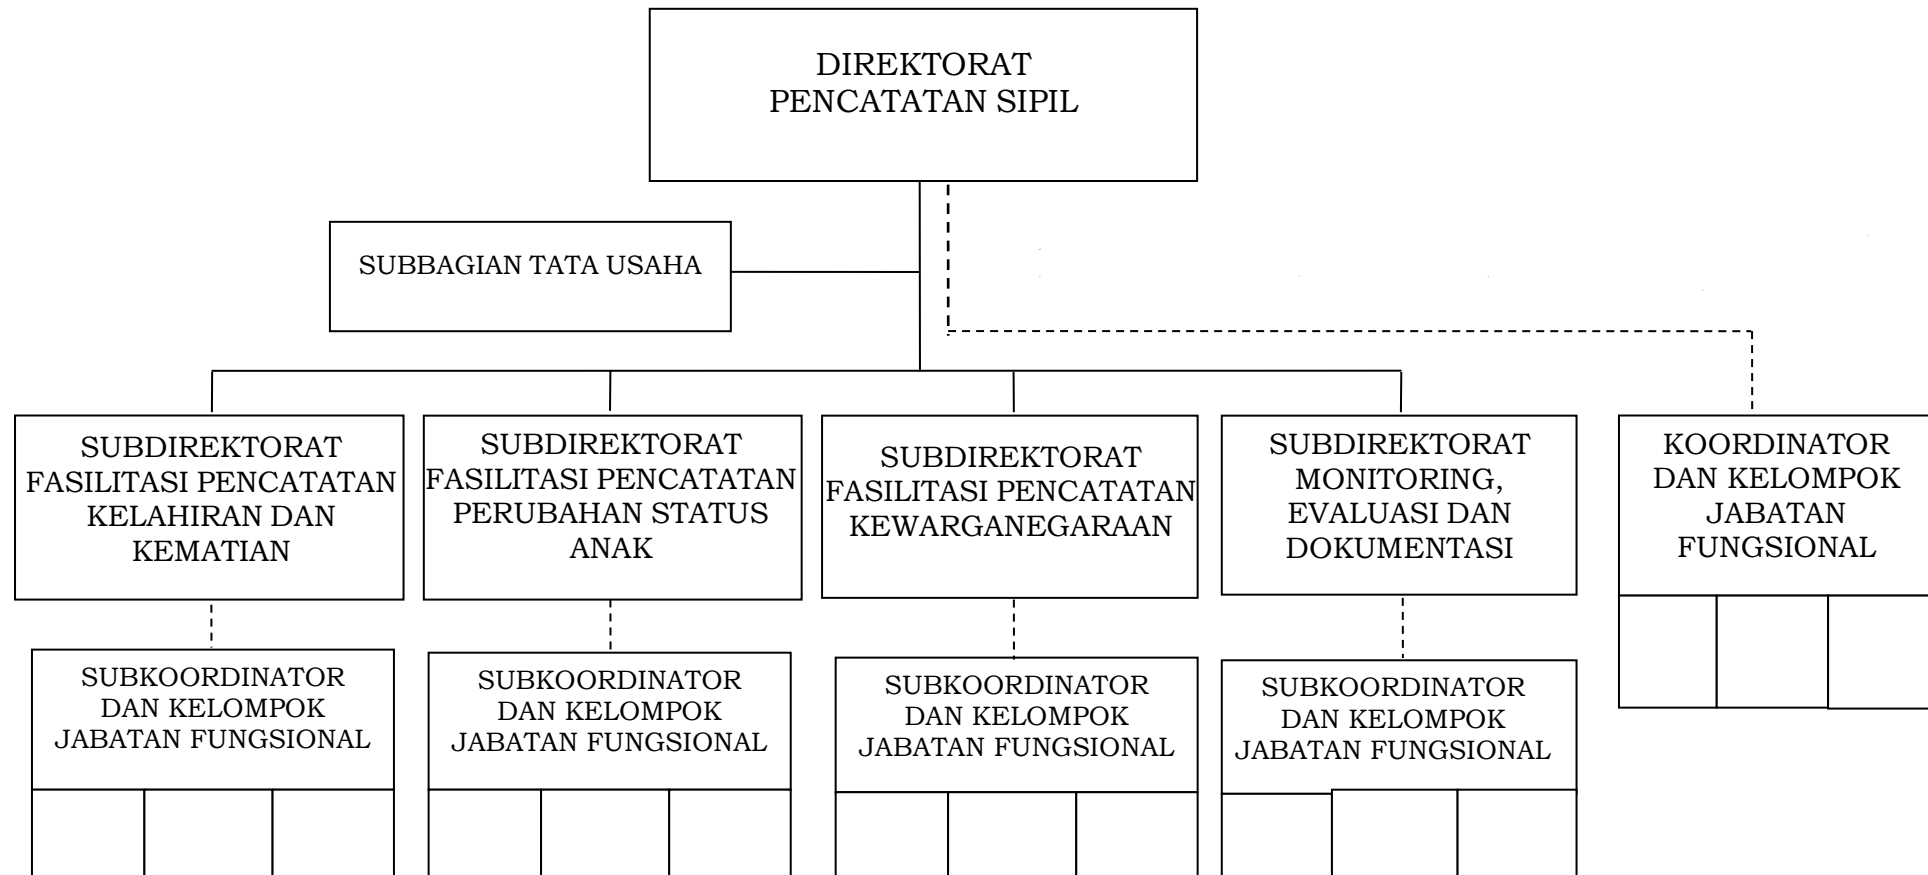 DIREKTORAT
PENCATATAN SIPIL
SUBBAGIAN TATA USAHA
SUBDIREKTORAT
FASILITASI PENCATATAN
KELAHIRAN DAN
KEMATIAN
SUBDIREKTORAT
FASILITASI PENCATATAN
PERUBAHAN STATUS
ANAK
SUBDIREKTORAT
FASILITASI PENCATATAN
KEWARGANEGARAAN
SUBDIREKTORAT
MONITORING,
EVALUASI DAN
DOKUMENTASI
KOORDINATOR
DAN KELOMPOK
JABATAN
FUNGSIONAL
SUBKOORDINATOR
DAN KELOMPOK
JABATAN FUNGSIONAL
SUBKOORDINATOR
DAN KELOMPOK
JABATAN FUNGSIONAL
SUBKOORDINATOR
DAN KELOMPOK
JABATAN FUNGSIONAL
SUBKOORDINATOR
DAN KELOMPOK
JABATAN FUNGSIONAL